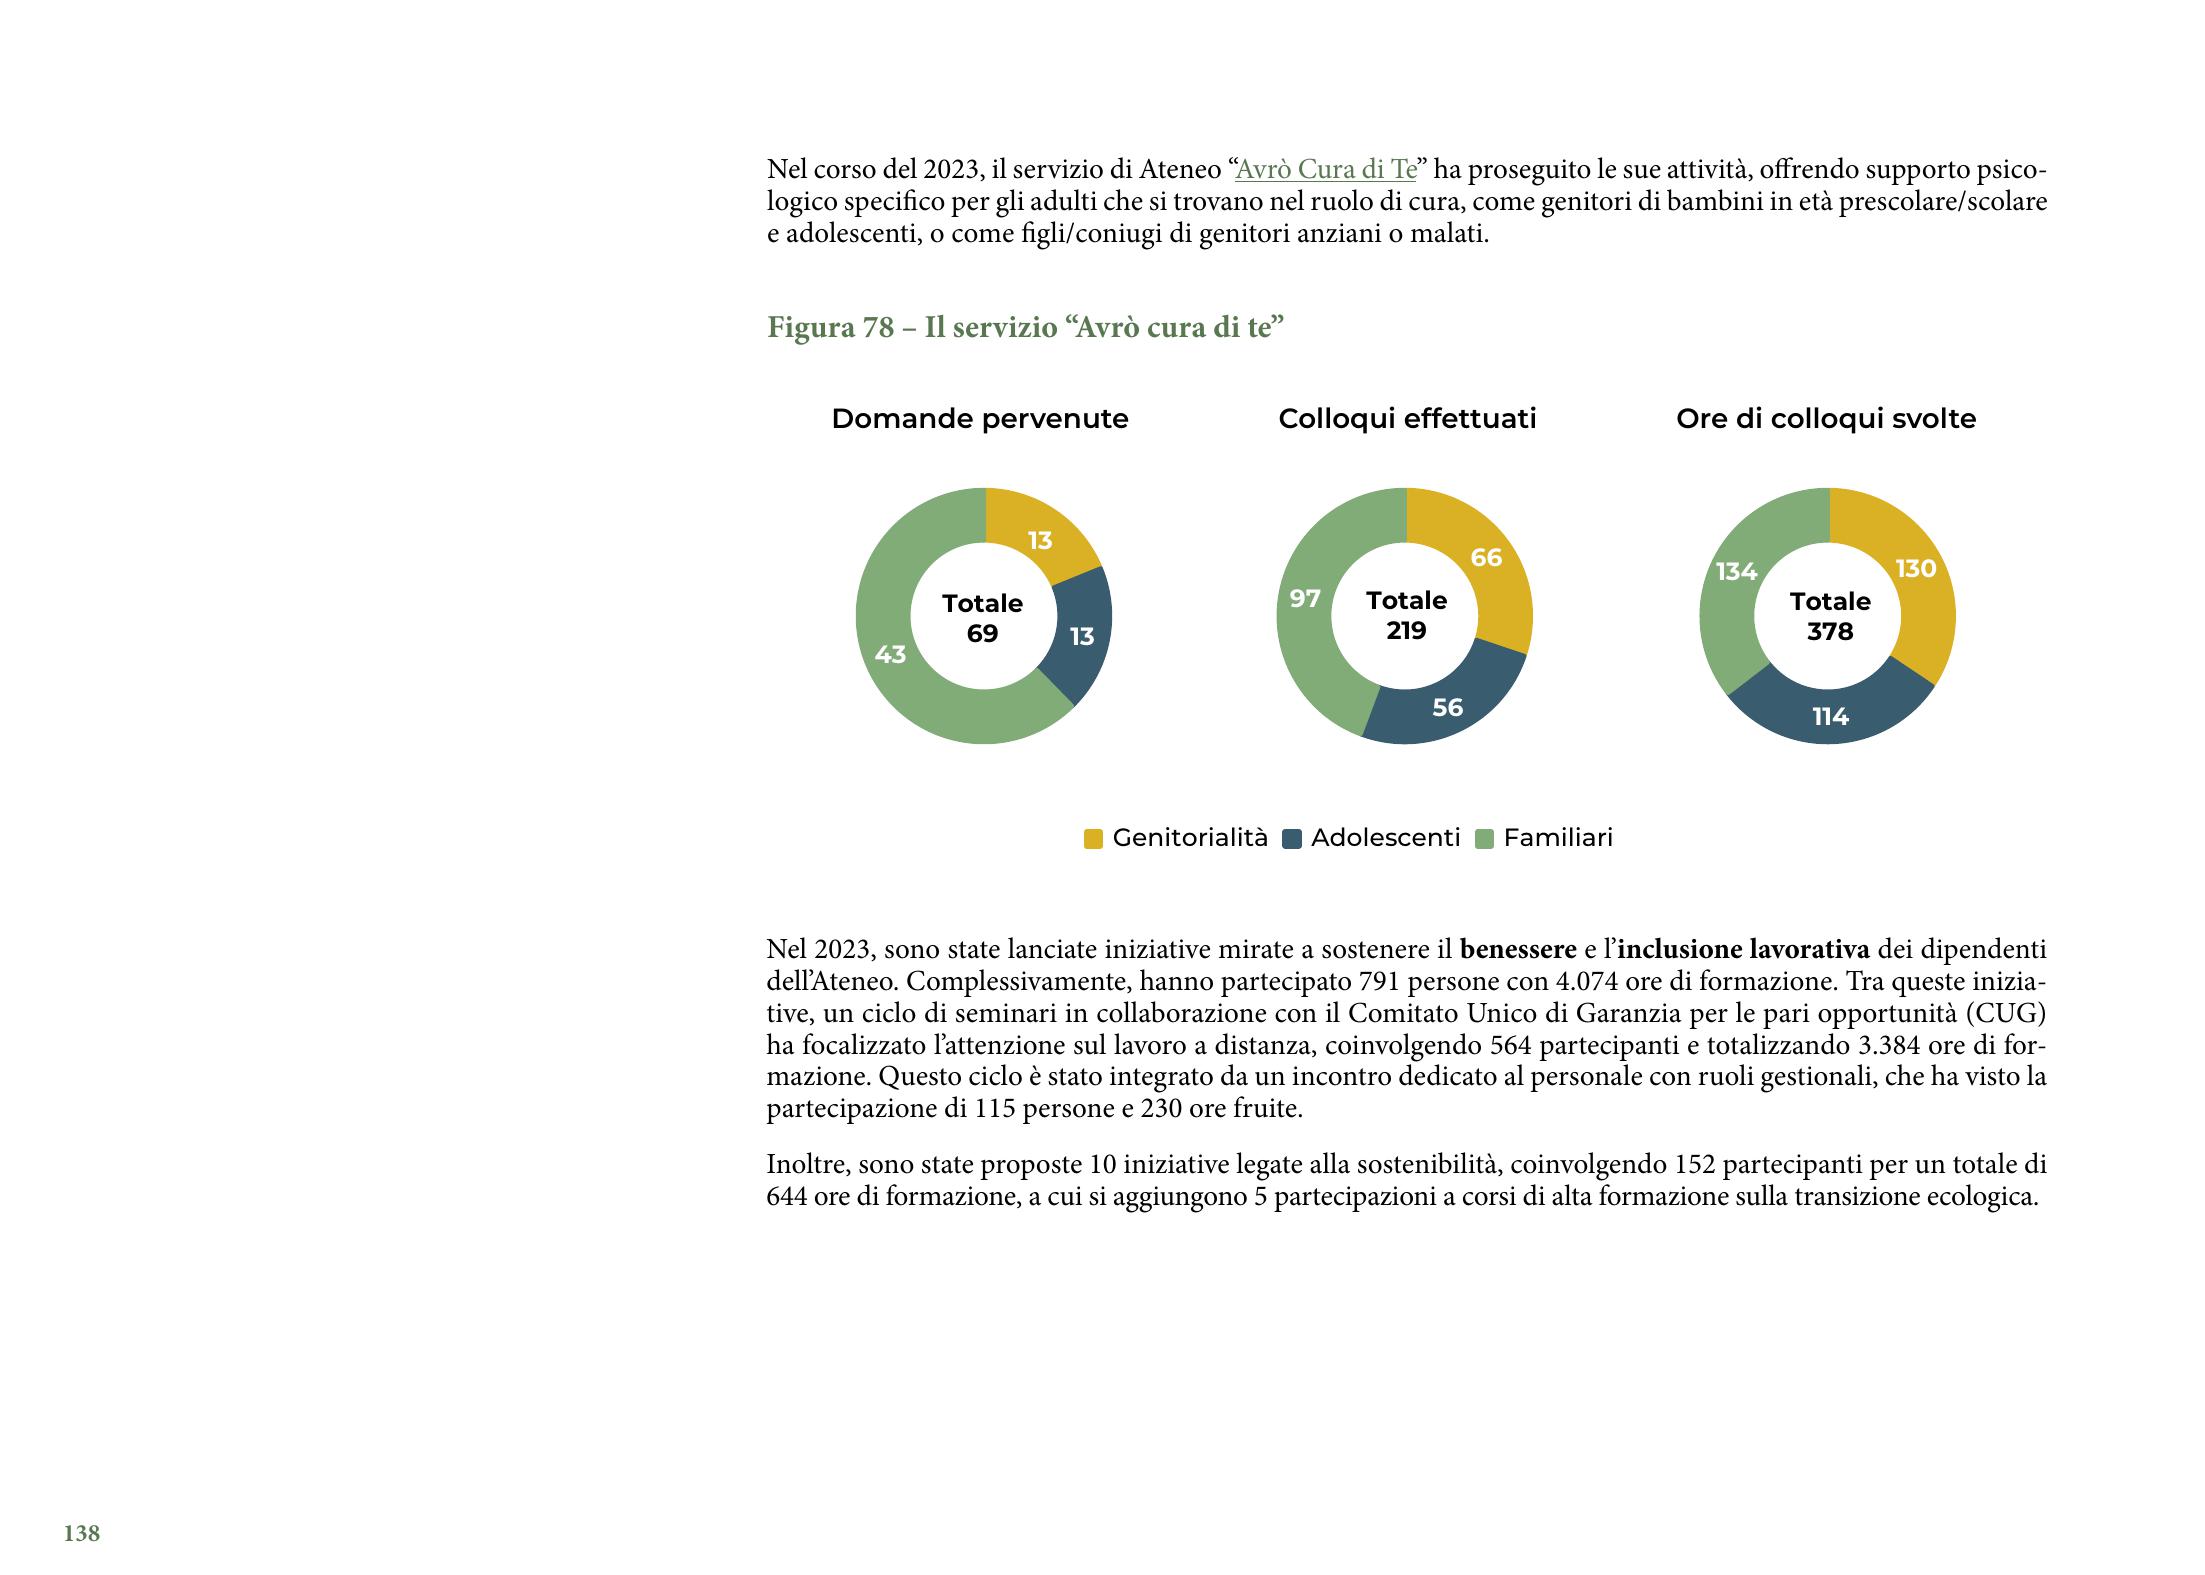 Nel corso del 2023, il servizio di Ateneo “Avrò Cura di Te” ha proseguito le sue attività, offrendo supporto psico-
logico specifico per gli adulti che si trovano nel ruolo di cura, come genitori di bambini in età prescolare/scolare
e adolescenti, o come figli/coniugi di genitori anziani o malati.
Figura 78 – Il servizio “Avrò cura di te”
Domande pervenute
13
13
43
Totale
69
Colloqui effettuati
66
56
97
Totale
219
Ore di colloqui svolte
130
114
134
Totale
378
Genitorialità Adolescenti Familiari
Nel 2023, sono state lanciate iniziative mirate a sostenere il benessere e l’inclusione lavorativa dei dipendenti
dell’Ateneo. Complessivamente, hanno partecipato 791 persone con 4.074 ore di formazione. Tra queste inizia-
tive, un ciclo di seminari in collaborazione con il Comitato Unico di Garanzia per le pari opportunità (CUG)
ha focalizzato l’attenzione sul lavoro a distanza, coinvolgendo 564 partecipanti e totalizzando 3.384 ore di for-
mazione. Questo ciclo è stato integrato da un incontro dedicato al personale con ruoli gestionali, che ha visto la
partecipazione di 115 persone e 230 ore fruite.
Inoltre, sono state proposte 10 iniziative legate alla sostenibilità, coinvolgendo 152 partecipanti per un totale di
644 ore di formazione, a cui si aggiungono 5 partecipazioni a corsi di alta formazione sulla transizione ecologica.
138